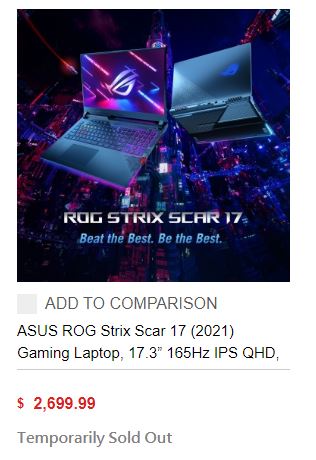 ROG STRIX SCAR 17
Beat the Best. Be the Best.
ADD TO COMPARISON
ASUS ROG Strix Scar 17 (2021)
Gaming Laptop, 17.3” 165Hz IPS QHD,
$ 2,699.99
Temporarily Sold Out